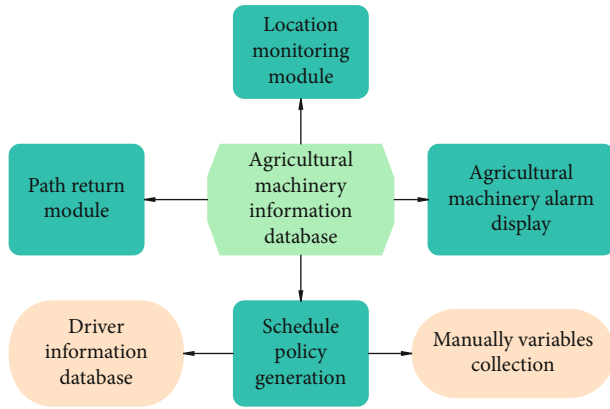 Location
monitoring
module
Path return
module
Agricultural
machinery
information
database
Agricultural
machinery alarm
display
Driver
information
database
Schedule
policy
generation
Manually variables
collection